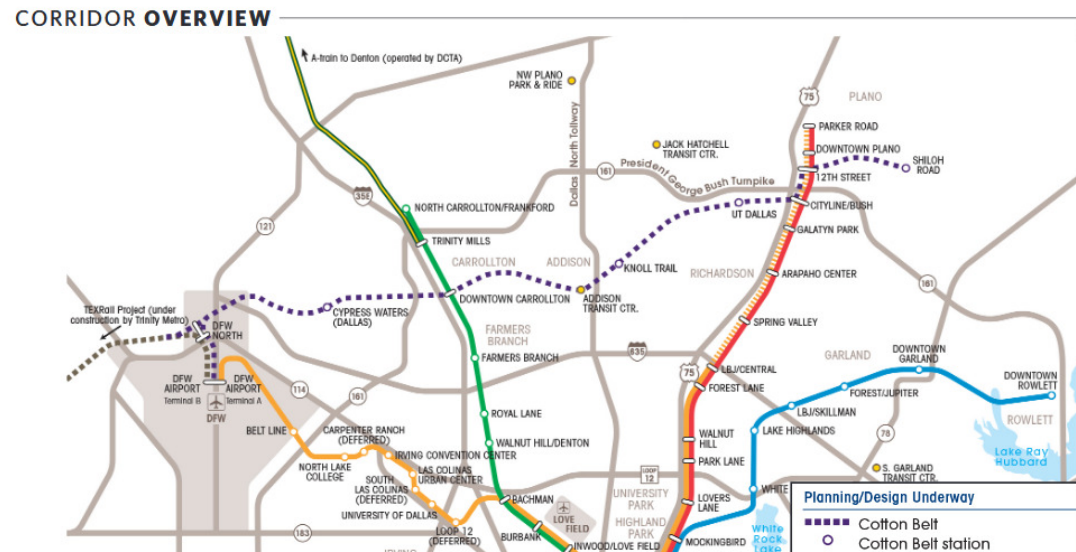 CORRIDOR OVERVIEW
A-train to Denton (operated by DCTA)
NW PLANO
PARK & RIDE
75
PLANO
Dallas North Tollway
PARKER ROAD
JACK HATCHELL
TRANSIT CTR.
DOWNTOWN PLANO
SHILOH
ROAD
161
President George Bush Turnpike
12TH STREET
35E
NORTH CARROLLTON/FRANKFORD
UT DALLAS
CITYLINE/BUSH
121
GALATYN PARK
TRINITY MILLS
CARROLLTON
ADDISON
KNOLL TRAIL
RICHARDSON
ARAPAHO CENTER
161
DOWNTOWN CARROLLTON
ADDISON
TRANSIT CTR.
TEXRail Project (under
construction by Trinity Metro)
CYPRESS WATERS
(DALLAS)
DFW
NORTH
SPRING VALLEY
FARMERS
BRANCH
FARMERS BRANCH
635
GARLAND
DOWNTOWN
GARLAND
75
LBJ/CENTRAL
FOREST LANE
DFW
AIRPORT
Terminal B
DFW
AIRPORT
Terminal A
DFW
114
161
DOWNTOWN
ROWLETT
FOREST/JUPITER
LBJ/SKILLMAN
ROWLETT
ROYAL LANE
BELT LINE
CARPENTER RANCH
(DEFERRED)
LAKE HIGHLANDS
78
WALNUT
HILL
WALNUT HILL/DENTON
IRVING CONVENTION CENTER
Lake Ray
Hubbard
NORTH LAKE
COLLEGE
LAS COLINAS
URBAN CENTER
PARK LANE
LOOP
12
S. GARLAND
TRANSIT CTR.
SOUTH
LAS COLINAS
(DEFERRED)
WHITE
BACHMAN
UNIVERSITY
PARK
LOVERS
LANE
Planning/Design Underway
UNIVERSITY OF DALLAS
LOVE
FIELD
HIGHLAND
PARK
Cotton Belt
183
LOOP 12
(DEFERRED)
BURBANK
INWOOD/LOVE FIELD
MOCKINGBIRD
White
Rock
Lake
Cotton Belt station
IRVING